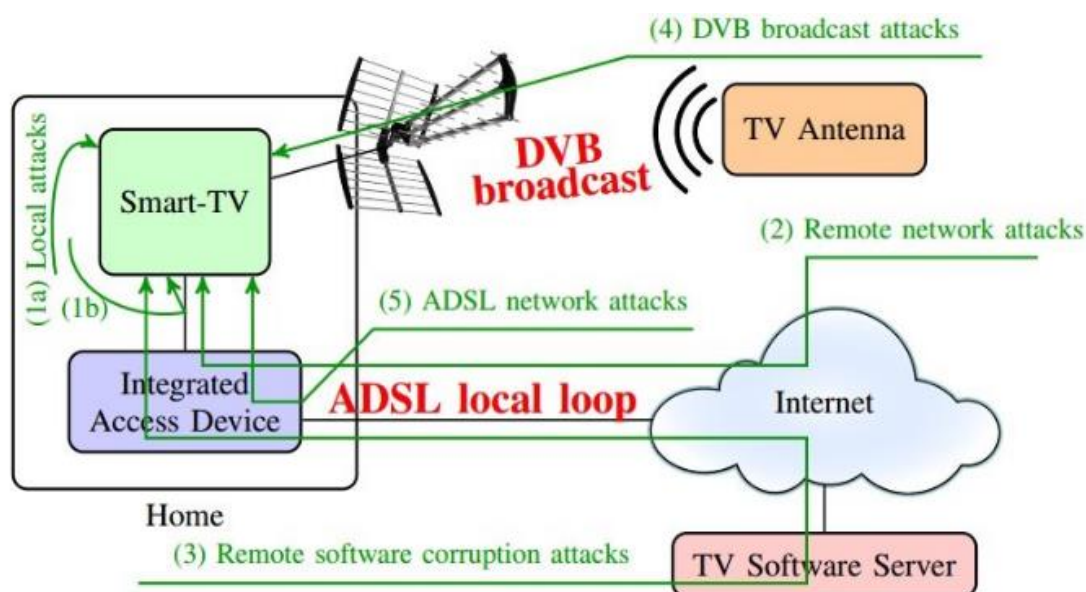 (4) DVB broadcast attacks
TV Antenna
DVB
broadcast
(1a) Local attacks
Smart-TV
(1b)
(2) Remote network attacks
(5) ADSL network attacks
Integrated
Access Device
ADSL local loop
Internet
Home
(3) Remote software corruption attacks
TV Software Server